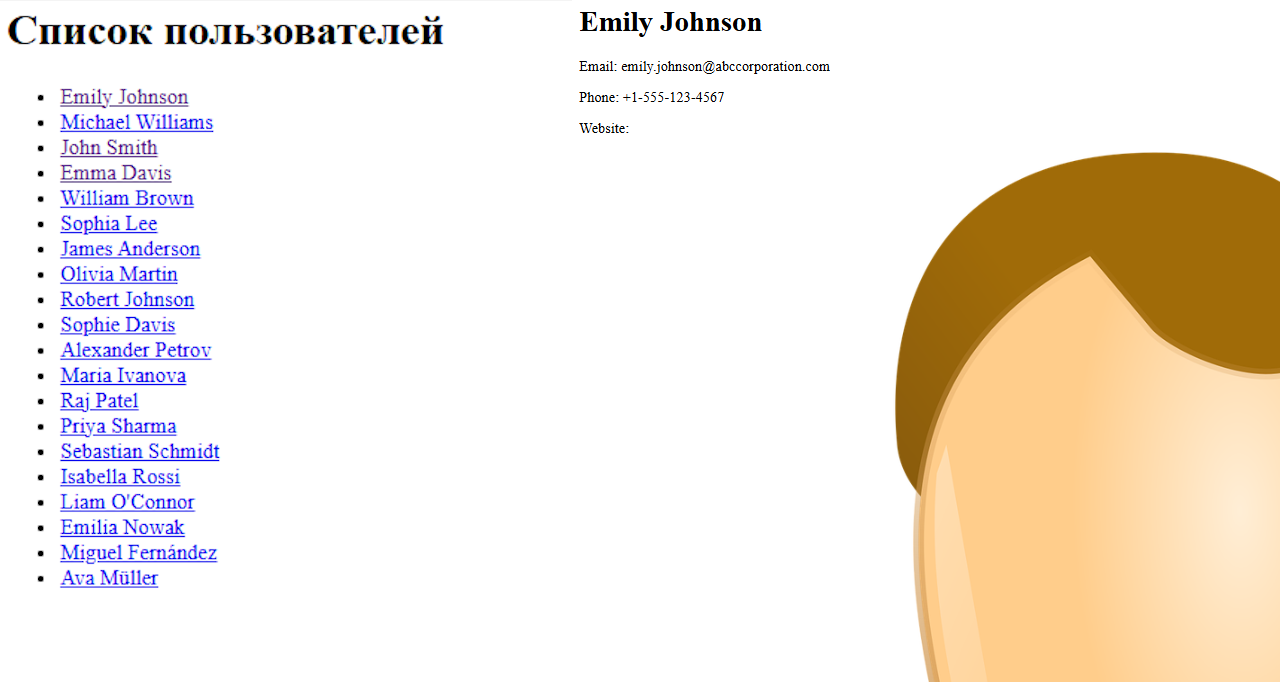 Список пользователей
Emily Johnson
Michael Williams
John Smith
Emma Davis
William Brown
Sophia Lee
James Anderson
Olivia Martin
Robert Johnson
Sophie Davis
Alexander Petrov
Maria Ivanova
Raj Patel
Priya Sharma
Sebastian Schmidt
Isabella Rossi
Liam O'Connor
Emilia Nowak
Miguel Fernández
Ava Müller
Emily Johnson
Email: emily.johnson@abccorporation.com
Phone: +1-555-123-4567
Website: